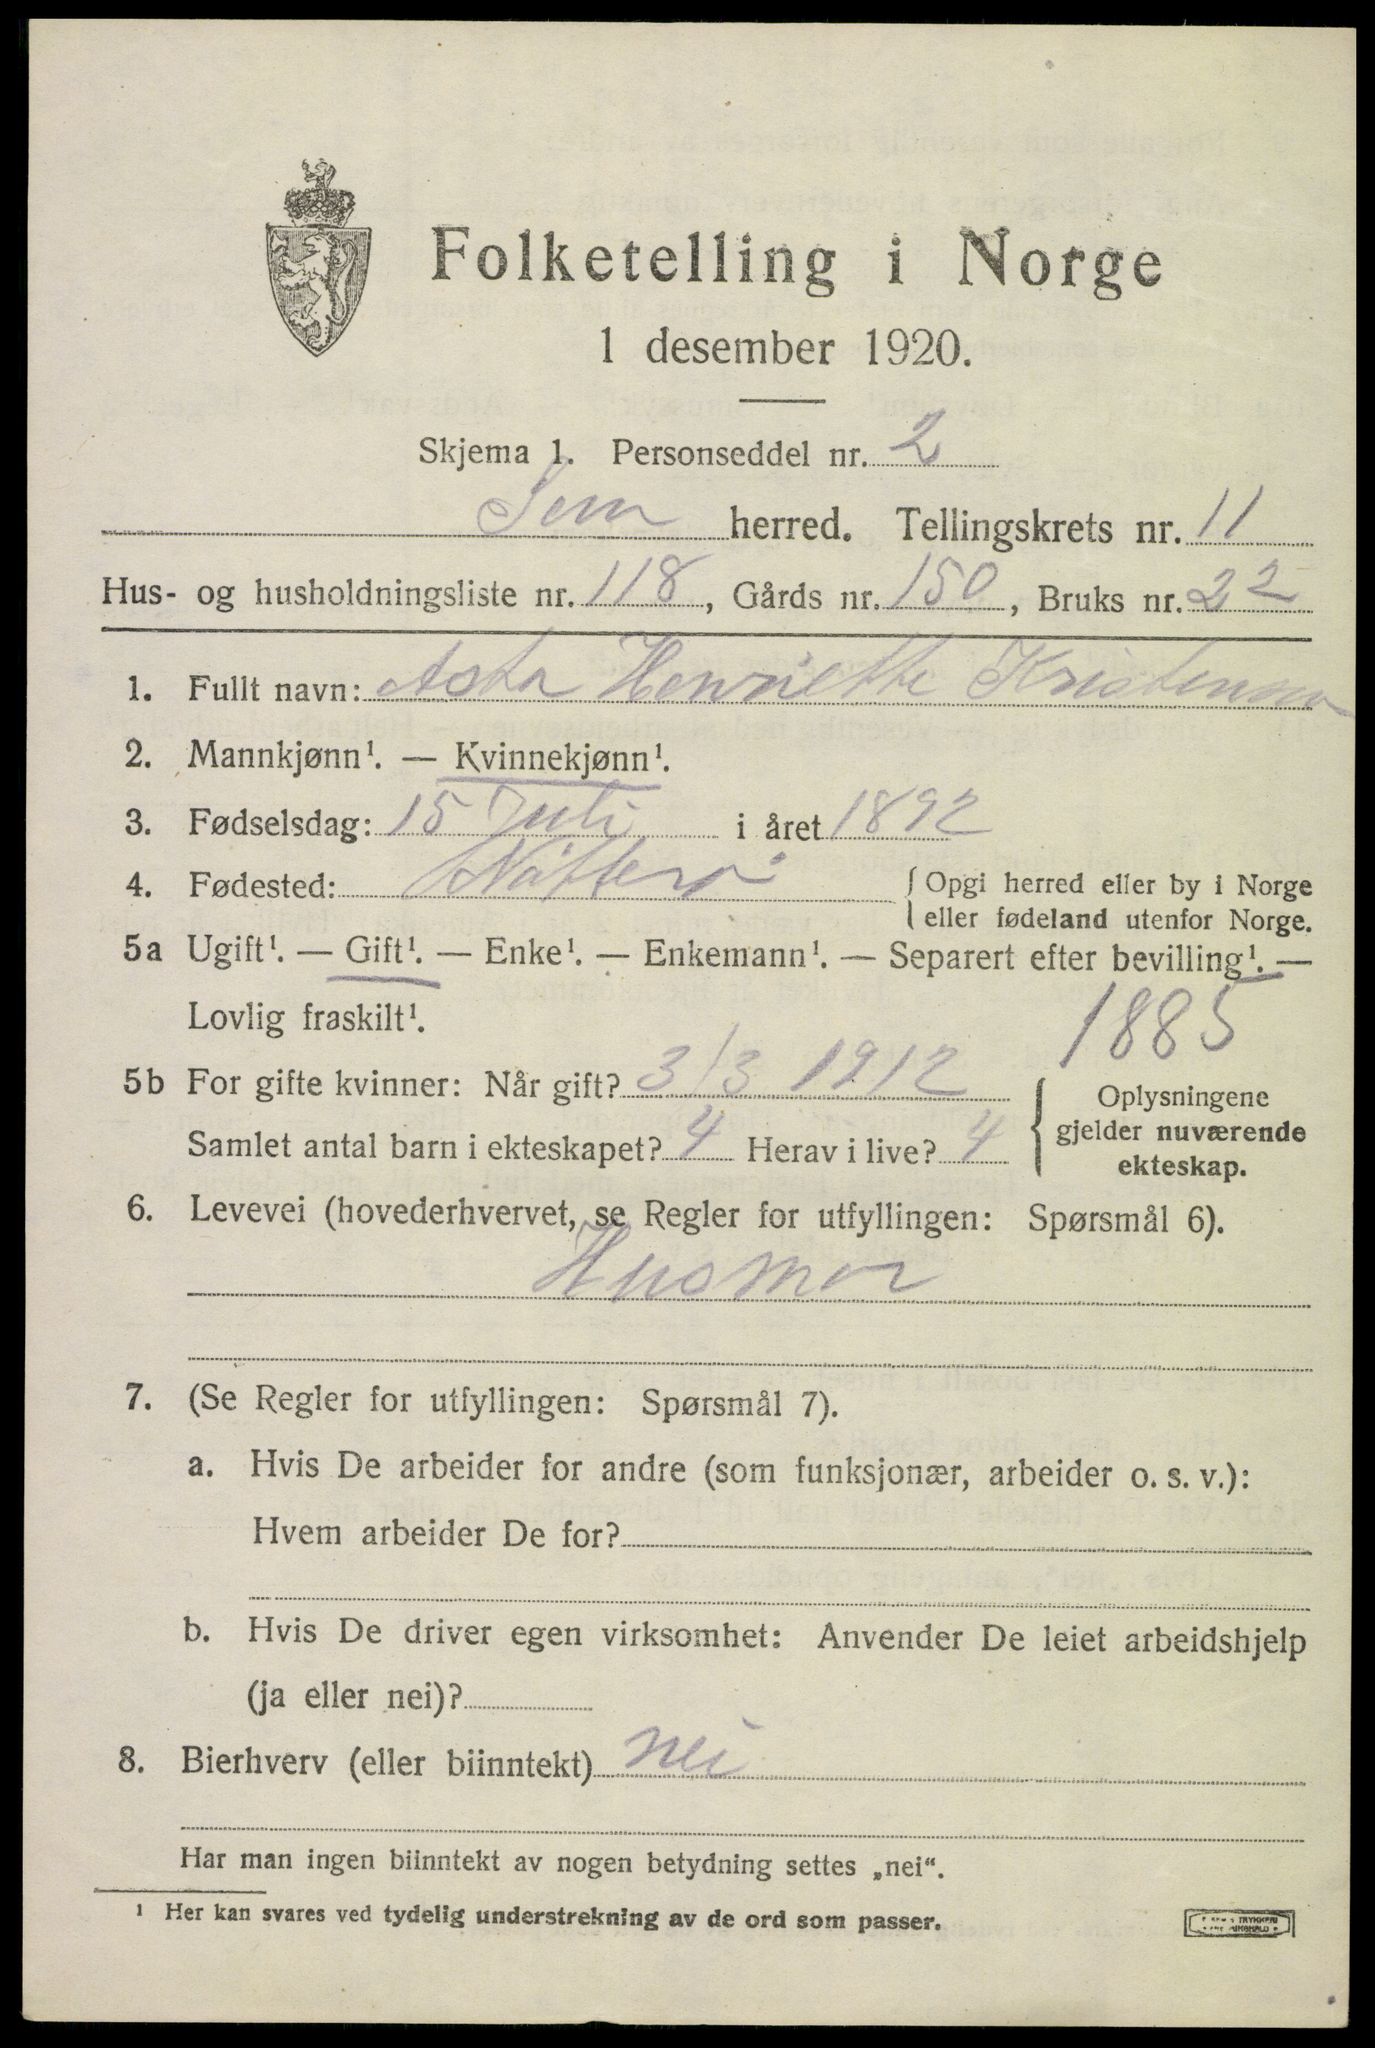 Folketelling i Norge
1 desember 1920.
Skjema 1. Personseddel nr. 2
Sem herred. Tellingskrets nr. 11
Hus- og husholdningsliste nr. 118, Gårds nr. 150, Bruks nr. 22
1. Fullt navn: Asta Henriette Kristensen
2. Mannkjønn¹. — Kvinnekjønn¹.
3. Fødselsdag: 15 Juli i året 1892
4. Fødested: Nøtterø { Opgi herred eller by i Norge
eller fødeland utenfor Norge.
5a Ugift¹. — Gift¹. — Enke¹. — Enkemann¹. — Separert efter bevilling¹. —
Lovlig fraskilt¹.
1885
5b For gifte kvinner: Når gift? 3/3 1912
Samlet antal barn i ekteskapet? 4 Herav i live? 4
{ Oplysningene
gjelder nuværende
ekteskap.
6. Levevei (hovederhvervet, se Regler for utfyllingen: Spørsmål 6).
Husmor
7. (Se Regler for utfyllingen: Spørsmål 7).
a. Hvis De arbeider for andre (som funksjonær, arbeider o. s. v.):
Hvem arbeider De for?
b. Hvis De driver egen virksomhet: Anvender De leiet arbeidshjelp
(ja eller nei)?
8. Bierhverv (eller biinntekt) nei
Har man ingen biinntekt av nogen betydning settes „nei“.
¹ Her kan svares ved tydelig understrekning av de ord som passer.